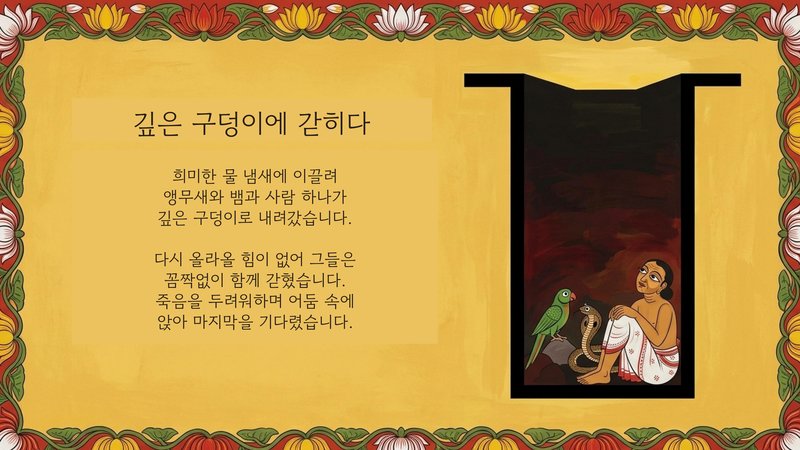 깊은 구덩이에 갇히다
희미한 물 냄새에 이끌려
앵무새와 뱀과 사람 하나가
깊은 구덩이로 내려갔습니다.
다시 올라올 힘이 없어 그들은
꼼짝없이 함께 갇혔습니다.
죽음을 두려워하며 어둠 속에
앉아 마지막을 기다렸습니다.